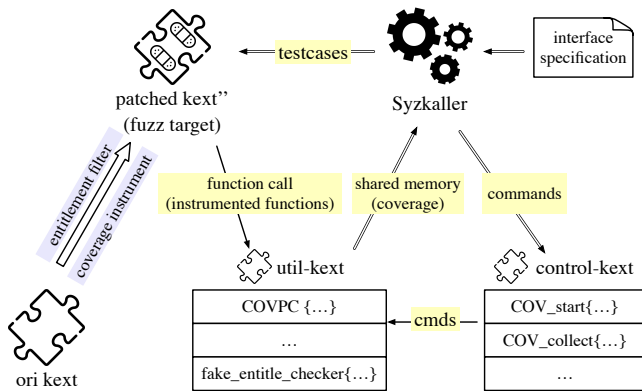 testcases
interface
specification
patched kext’’
(fuzz target)
Syzkaller
entitlement filter
coverage instrument
function call
(instrumented functions)
shared memory
(coverage)
commands
util-kext
control-kext
COVPC {…}
…
fake_entitle_checker{…}
cmds
COV_start{…}
COV_collect{…}
…
ori kext